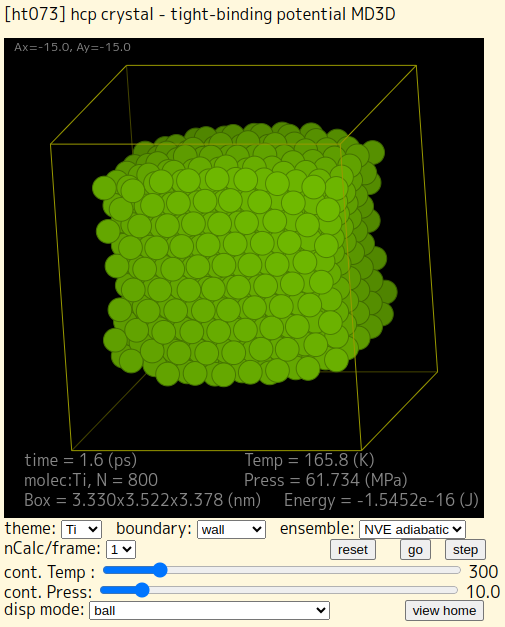 [ht073] hcp crystal - tight-binding potential MD3D
Ax=-15.0, Ay=-15.0
time = 1.6 (ps) Temp = 165.8 (K)
molec:Ti, N = 800 Press = 61.734 (MPa)
Box = 3.330x3.522x3.378 (nm) Energy = -1.5452e-16 (J)
theme: Ti boundary: wall ensemble: NVE adiabatic
nCalc/frame: 1 reset go step
cont. Temp : 300
cont. Press: 10.0
disp mode: ball view home